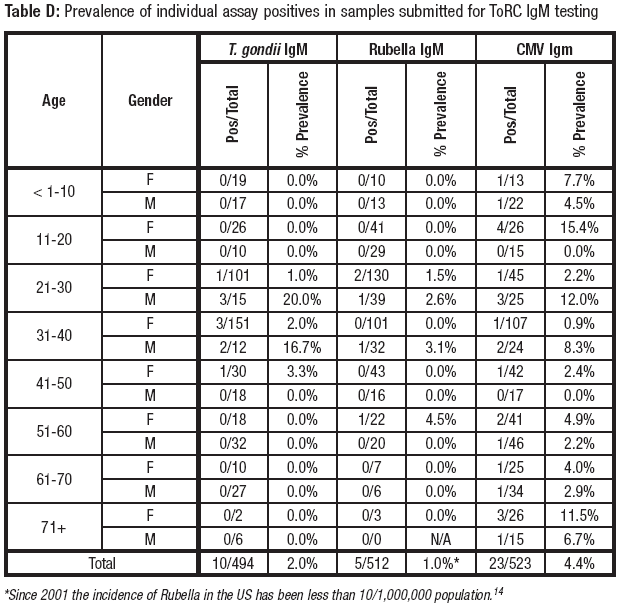 Table D: Prevalence of individual assay positives in samples submitted for ToRC IgM testing
Age Gender T. gondii IgM Rubella IgM CMV Igm
Pos/Total % Prevalence Pos/Total % Prevalence Pos/Total % Prevalence
< 1-10 F 0/19 0.0% 0/10 0.0% 1/13 7.7%
M 0/17 0.0% 0/13 0.0% 1/22 4.5%
11-20 F 0/26 0.0% 0/41 0.0% 4/26 15.4%
M 0/10 0.0% 0/29 0.0% 0/15 0.0%
21-30 F 1/101 1.0% 2/130 1.5% 1/45 2.2%
M 3/15 20.0% 1/39 2.6% 3/25 12.0%
31-40 F 3/151 2.0% 0/101 0.0% 1/107 0.9%
M 2/12 16.7% 1/32 3.1% 2/24 8.3%
41-50 F 1/30 3.3% 0/43 0.0% 1/42 2.4%
M 0/18 0.0% 0/16 0.0% 0/17 0.0%
51-60 F 0/18 0.0% 1/22 4.5% 2/41 4.9%
M 0/32 0.0% 0/20 0.0% 1/46 2.2%
61-70 F 0/10 0.0% 0/7 0.0% 1/25 4.0%
M 0/27 0.0% 0/6 0.0% 1/34 2.9%
71+ F 0/2 0.0% 0/3 0.0% 3/26 11.5%
M 0/6 0.0% 0/0 N/A 1/15 6.7%
Total 10/494 2.0% 5/512 1.0%* 23/523 4.4%
*Since 2001 the incidence of Rubella in the US has been less than 10/1,000,000 population.14